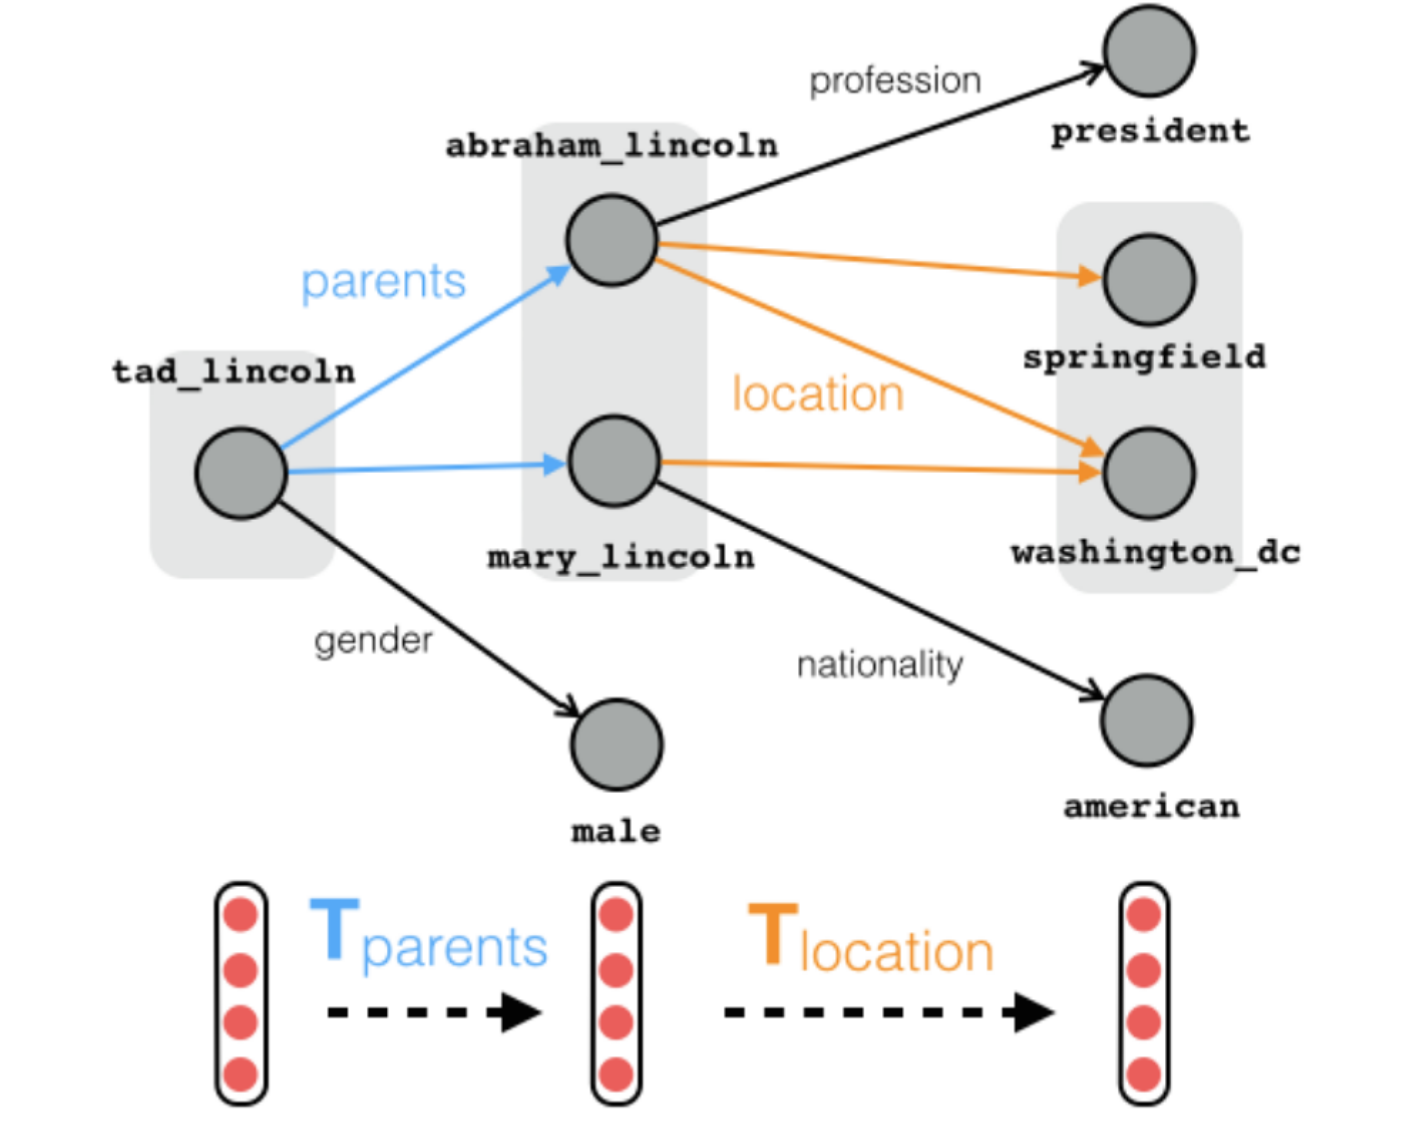 profession
president
abraham_lincoln
parents
springfield
tad_lincoln
location
mary_lincoln
washington_dc
gender
nationality
male
american
Tparents
Tlocation